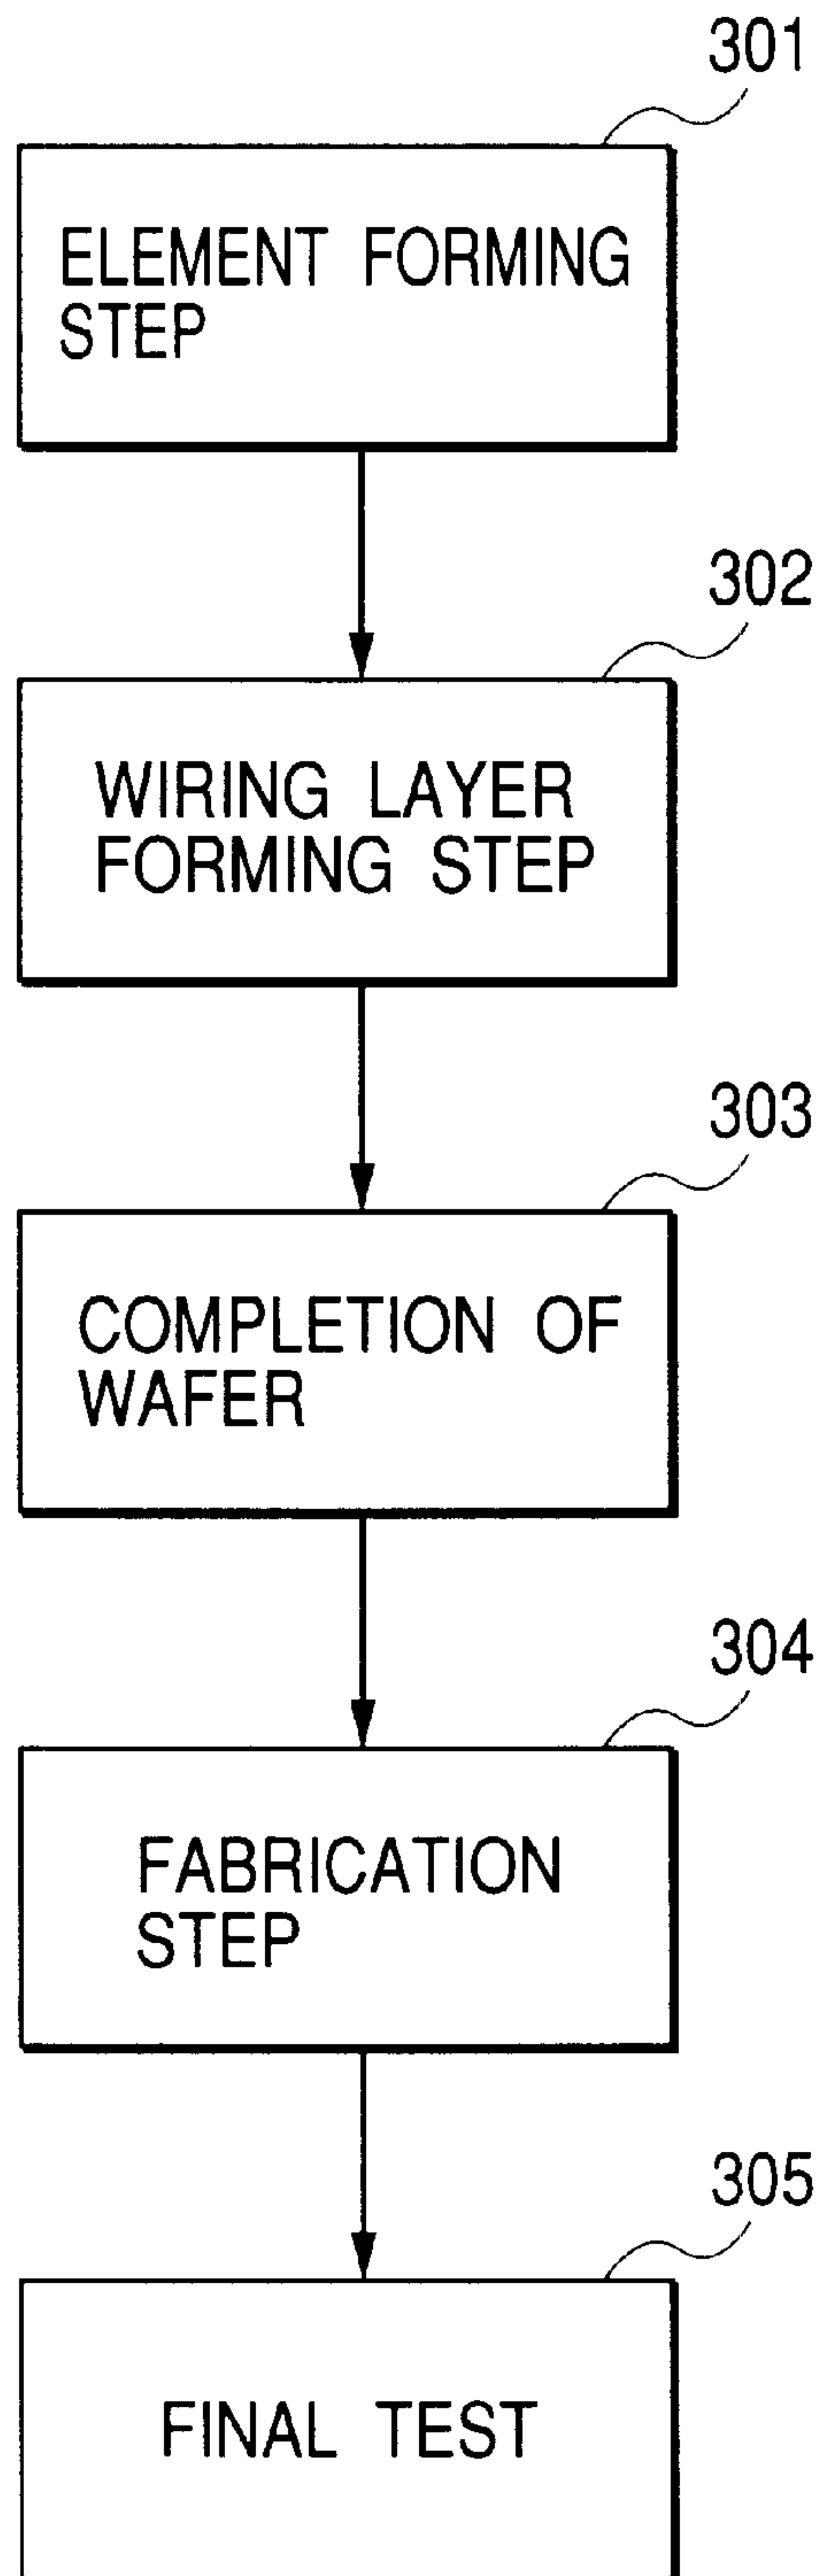 301
ELEMENT FORMING
STEP
302
WIRING LAYER
FORMING STEP
303
COMPLETION OF
WAFER
304
FABRICATION
STEP
305
FINAL TEST